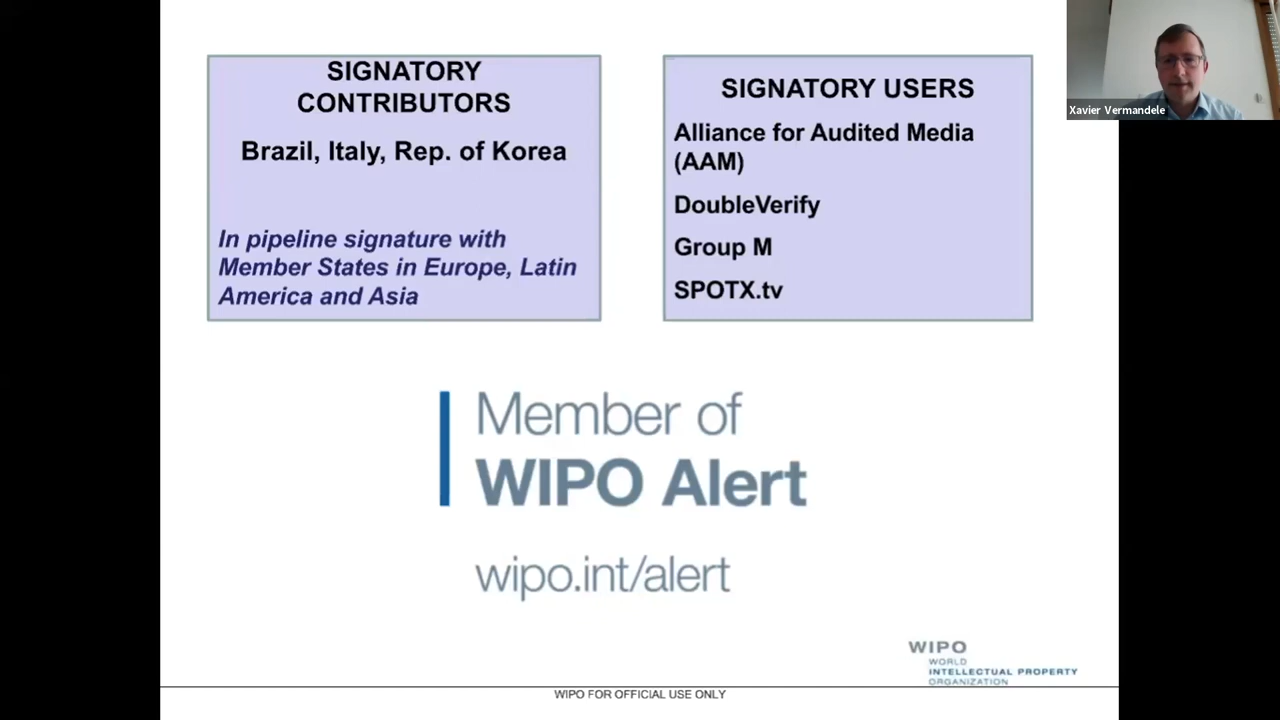 SIGNATORY
CONTRIBUTORS
Brazil, Italy, Rep. of Korea
In pipeline signature with
Member States in Europe, Latin
America and Asia
SIGNATORY USERS
Alliance for Audited Media
(AAM)
DoubleVerify
Group M
SPOTX.tv
Xavier Vermandele
Member of
WIPO Alert
wipo.int/alert
WIPO
WORLD
INTELLECTUAL PROPERTY
ORGANIZATION
WIPO FOR OFFICIAL USE ONLY